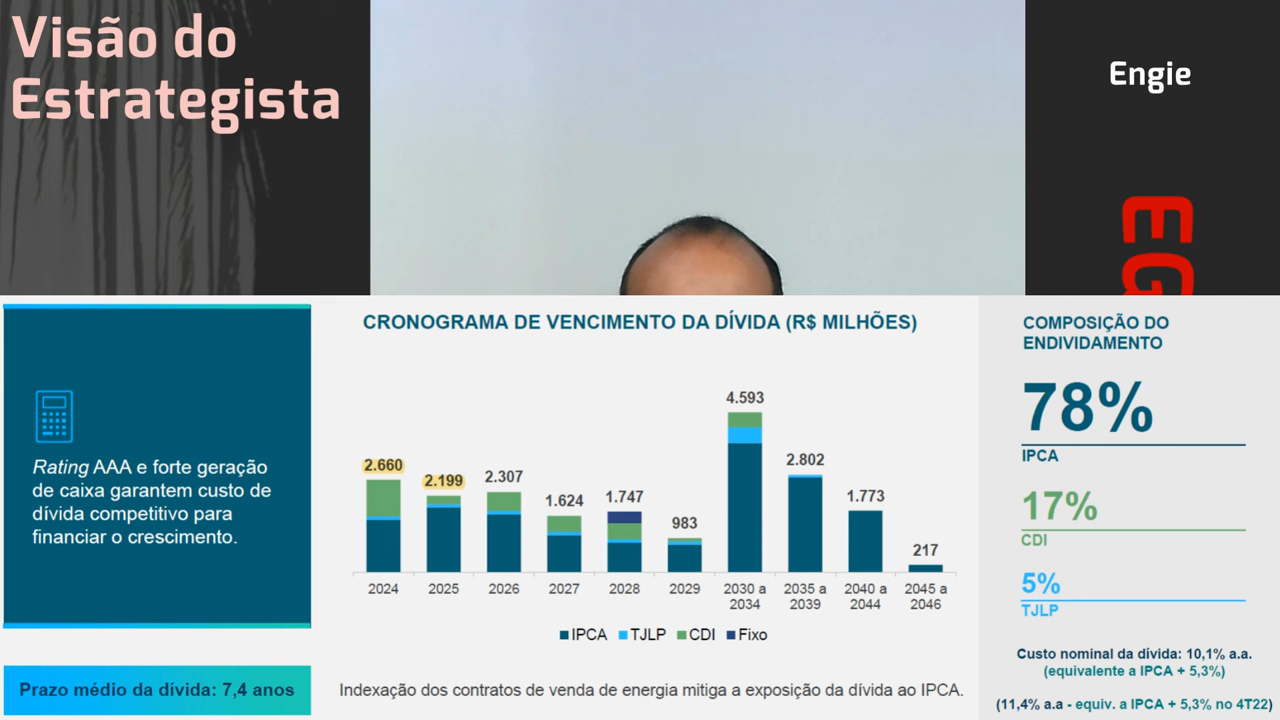 Visão do
Estrategista
Engie
EG
Rating AAA e forte geração
de caixa garantem custo de
dívida competitivo para
financiar o crescimento.
Prazo médio da dívida: 7,4 anos
CRONOGRAMA DE VENCIMENTO DA DÍVIDA (R$ MILHÕES)
2.660
2.199
2.307
1.624
1.747
983
4.593
2.802
1.773
217
2024
2025
2026
2027
2028
2029
2030 a
2034
2035 a
2039
2040 a
2044
2045 a
2046
IPCA TJLP CDI Fixo
Indexação dos contratos de venda de energia mitiga a exposição da dívida ao IPCA.
COMPOSIÇÃO DO
ENDIVIDAMENTO
78%
IPCA
17%
CDI
5%
TJLP
Custo nominal da dívida: 10,1% a.a.
(equivalente a IPCA + 5,3%)
(11,4% a.a - equiv. a IPCA + 5,3% no 4T22)